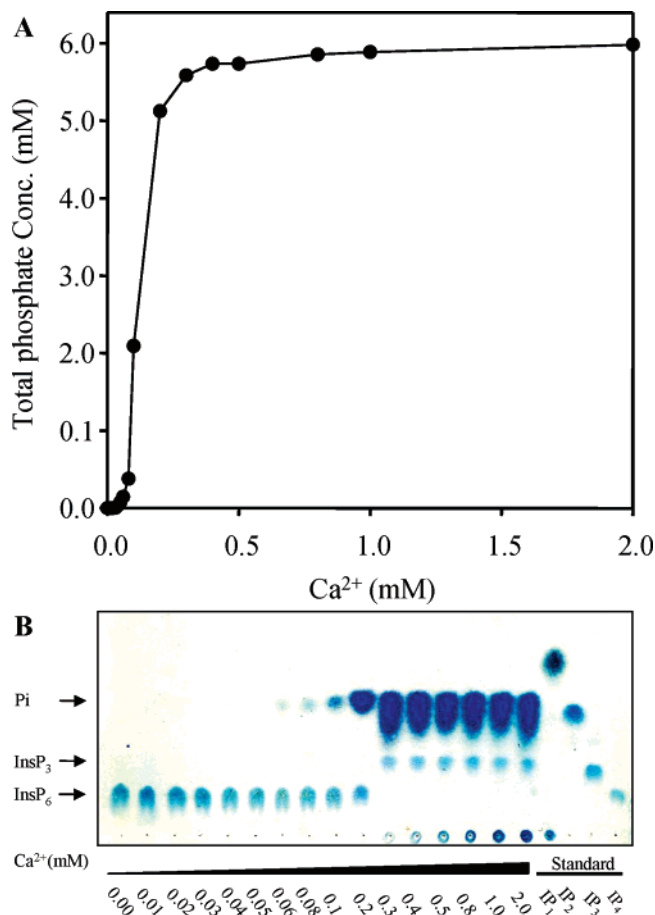 A
Total phosphate Conc. (mM)
6.0
5.0
4.0
3.0
2.0
0.1
0.0
0.0 0.5 1.0 1.5 2.0
Ca²⁺ (mM)
B
Pi
InsP₃
InsP₆
Ca²⁺(mM)
Standard
0.00 0.01 0.02 0.03 0.04 0.05 0.06 0.08 0.1 0.2 0.3 0.4 0.5 0.8 1.0 2.0 IP₁ IP₂ IP₃ IP₄